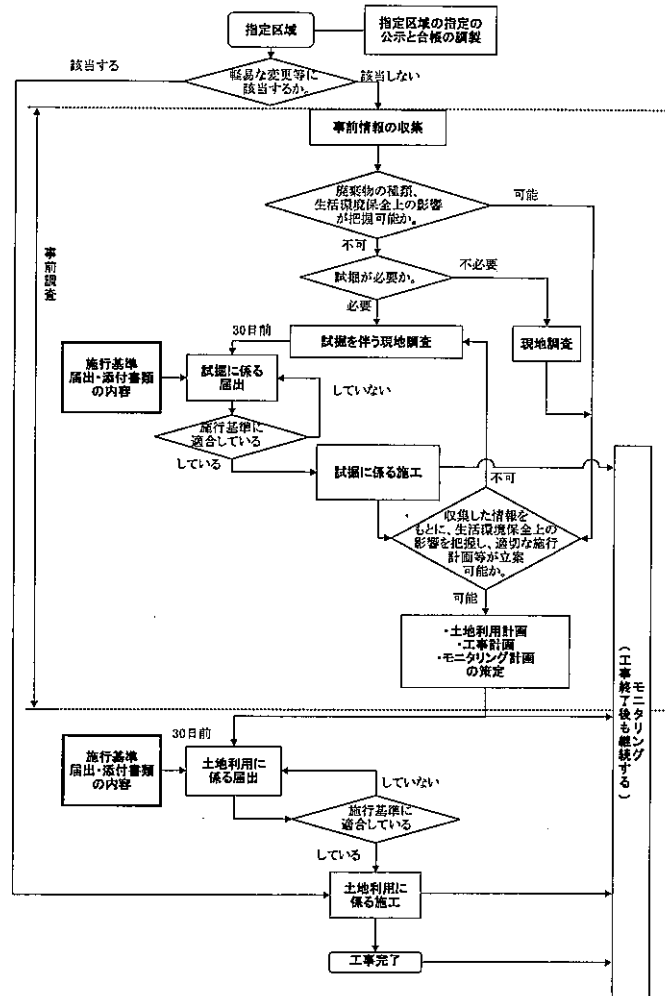 指定区域
指定区域の指定の
公示と台帳の調製
該当する
軽易な変更等に
該当するか。
該当しない
事前情報の収集
廃棄物の種類、
生活環境保全上の影響
が把握可能か。
可能
不可
事前調査
試掘が必要か。
不必要
必要
30日前
試掘を伴う現地調査
現地調査
施行基準
届出・添付書類
の内容
試掘に係る
届出
していない
施行基準に
適合している
している
試掘に係る施工
不可
収集した情報を
もとに、生活環境保全上の
影響を把握し、適切な施行
計画等が立案
可能か。
可能
・土地利用計画
・工事計画
・モニタリング計画
の策定
モニタリング
(工事終了後も継続する)
30日前
施行基準
届出・添付書類
の内容
土地利用に
係る届出
していない
施行基準に
適合している
している
土地利用に
係る施工
工事完了